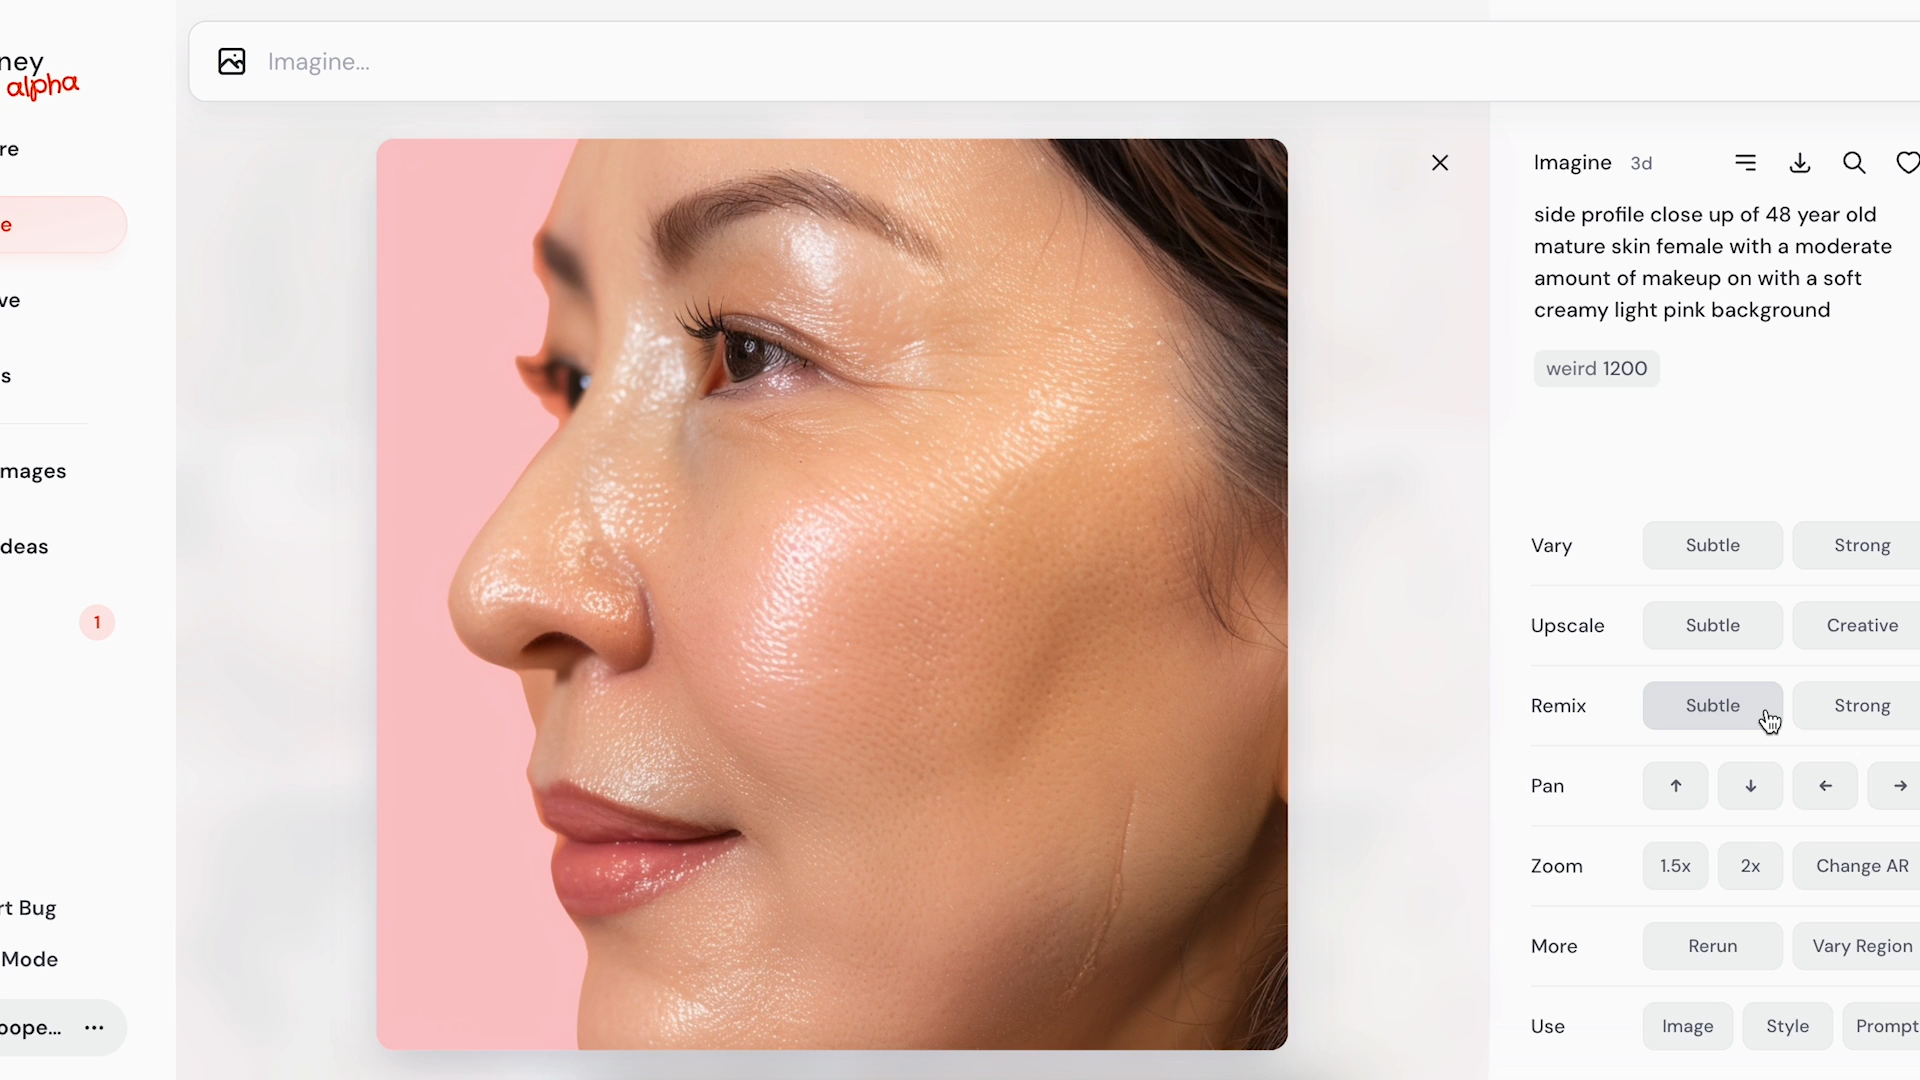 ney
alpha
re
e
ve
s
mages
deas
1
rt Bug
Mode
oope...
Imagine...
Imagine 3d
side profile close up of 48 year old
mature skin female with a moderate
amount of makeup on with a soft
creamy light pink background
weird 1200
Vary Subtle Strong
Upscale Subtle Creative
Remix Subtle Strong
Pan
Zoom 1.5x 2x Change AR
More Rerun Vary Region
Use Image Style Prompt